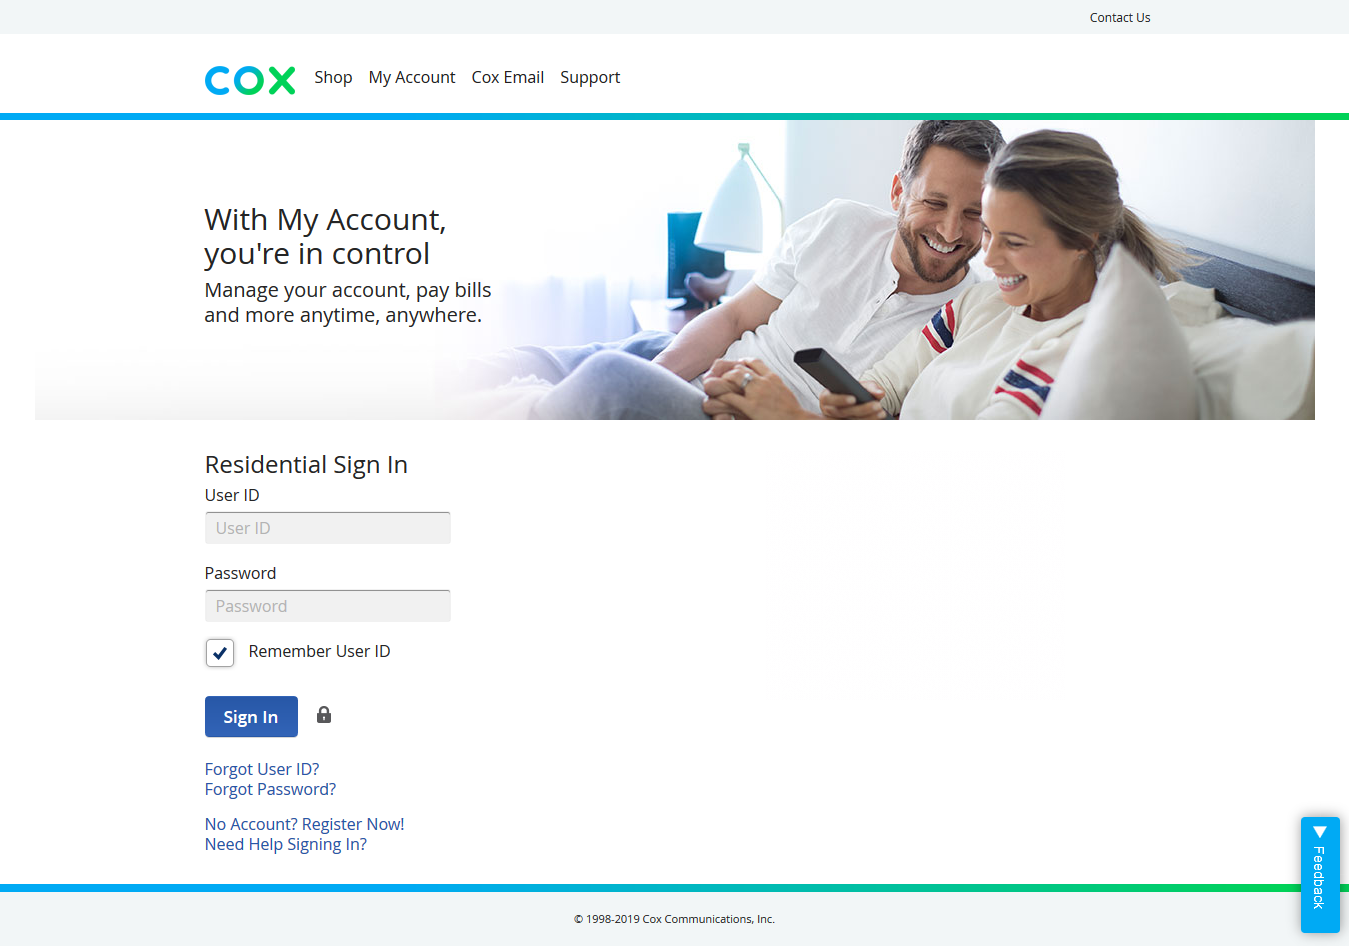 Contact Us
COX
Shop My Account Cox Email Support
With My Account,
you're in control
Manage your account, pay bills
and more anytime, anywhere.
Residential Sign In
User ID
User ID
Password
Password
Remember User ID
Sign In
Forgot User ID?
Forgot Password?
No Account? Register Now!
Need Help Signing In?
Feedback
© 1998-2019 Cox Communications, Inc.